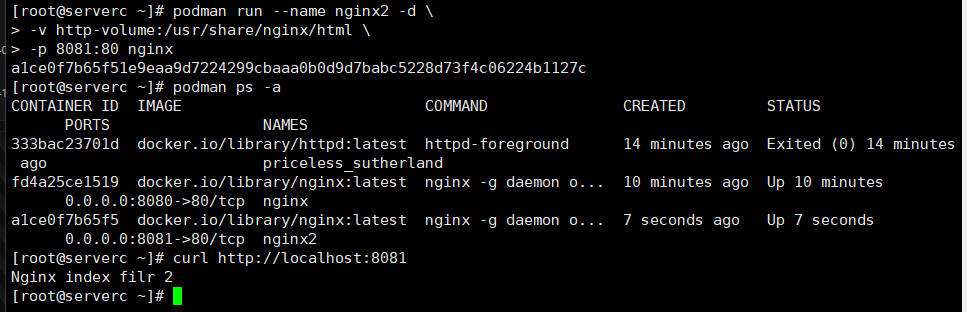 [root@serverc ~]# podman run --name nginx2 -d \
> -v http-volume:/usr/share/nginx/html \
> -p 8081:80 nginx
a1ce0f7b65f51e9eaa9d7224299cbaaa0b0d9d7babc5228d73f4c06224b1127c
[root@serverc ~]# podman ps -a
CONTAINER ID  IMAGE                           COMMAND               CREATED         STATUS
      PORTS                 NAMES
333bac23701d  docker.io/library/httpd:latest  httpd-foreground      14 minutes ago  Exited (0) 14 minutes
 ago                        priceless_sutherland
fd4a25ce1519  docker.io/library/nginx:latest  nginx -g daemon o...  10 minutes ago  Up 10 minutes
      0.0.0.0:8080->80/tcp  nginx
a1ce0f7b65f5  docker.io/library/nginx:latest  nginx -g daemon o...  7 seconds ago   Up 7 seconds
      0.0.0.0:8081->80/tcp  nginx2
[root@serverc ~]# curl http://localhost:8081
Nginx index filr 2
[root@serverc ~]#